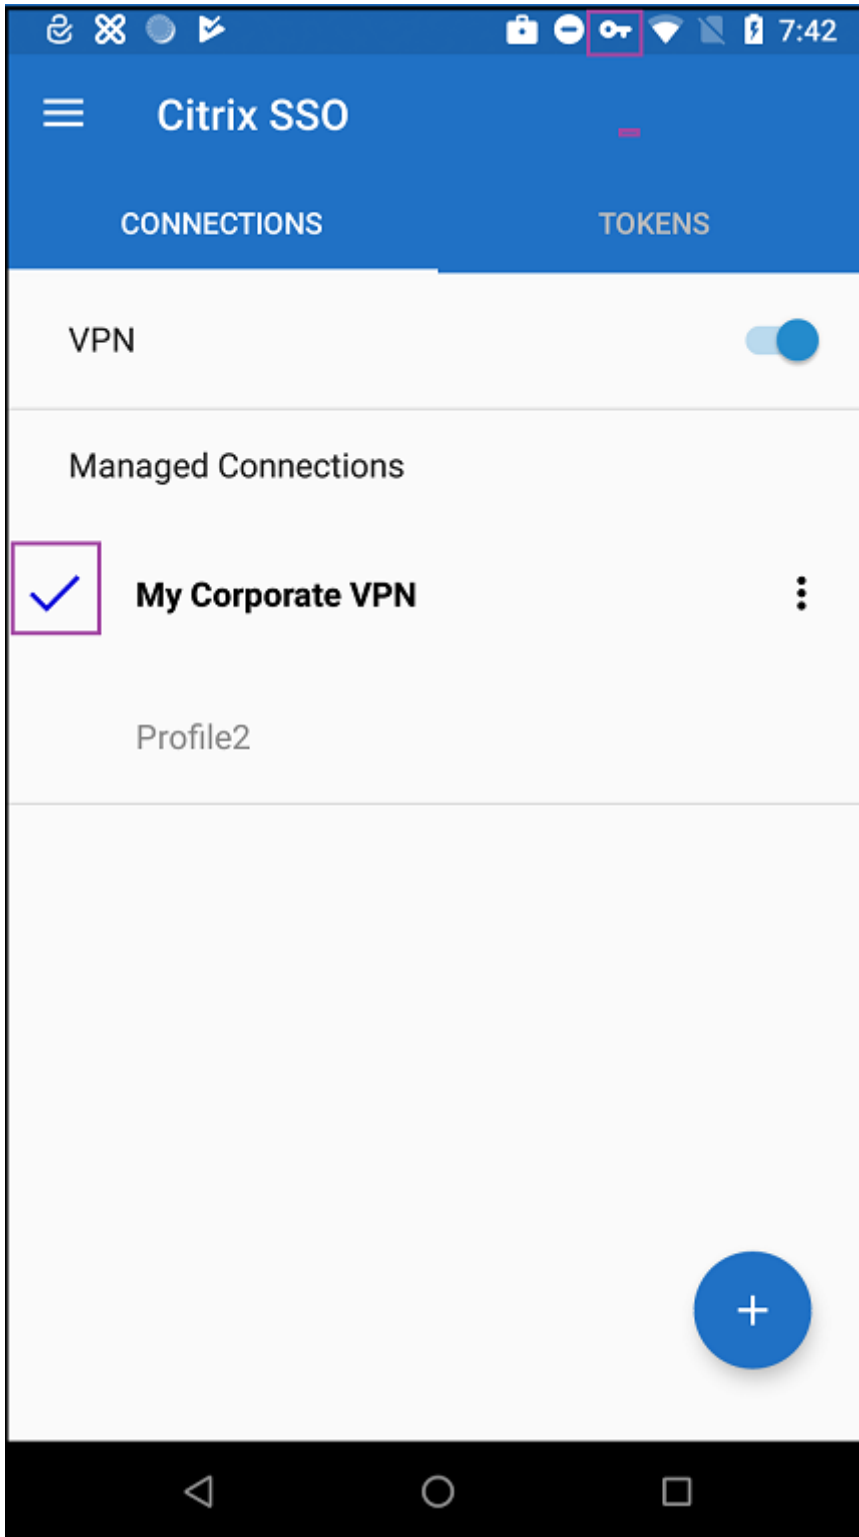 7:42
Citrix SSO
CONNECTIONS
TOKENS
VPN
Managed Connections
My Corporate VPN
Profile2